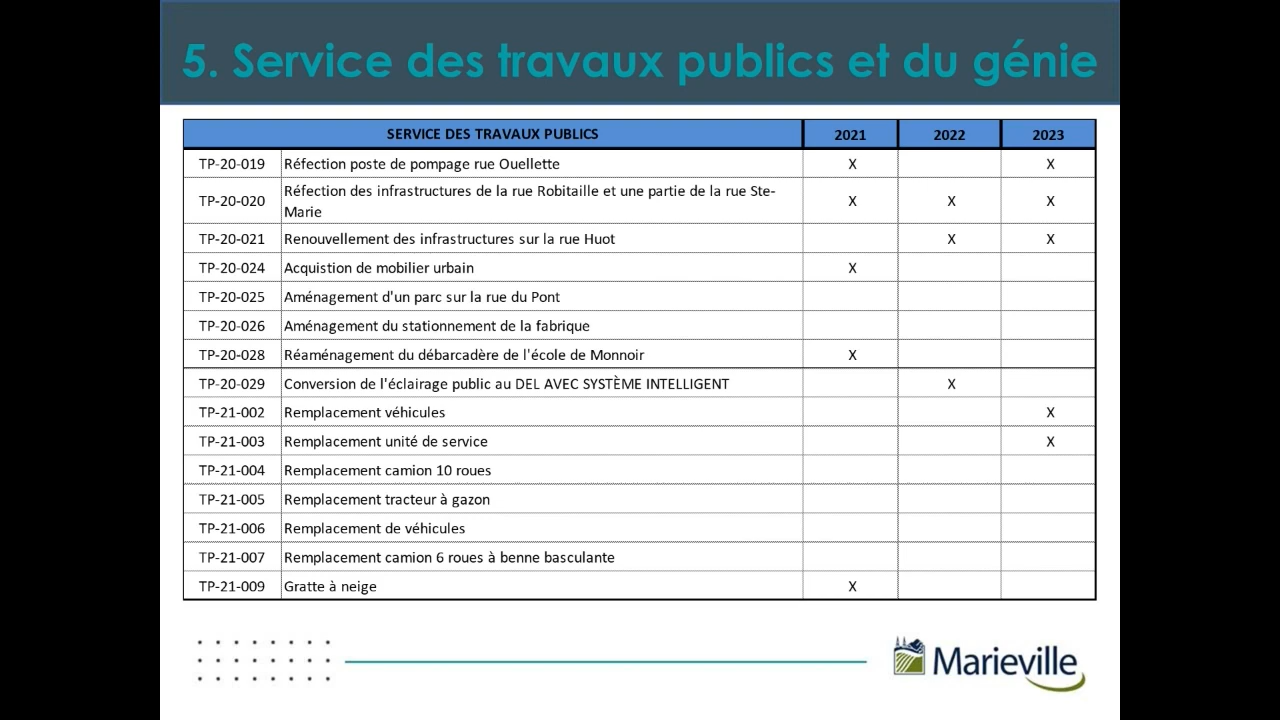 5. Service des travaux publics et du génie
SERVICE DES TRAVAUX PUBLICS 2021 2022 2023
TP-20-019 Réfection poste de pompage rue Ouellette X X
TP-20-020 Réfection des infrastructures de la rue Robitaille et une partie de la rue Ste-
Marie X X X
TP-20-021 Renouvellement des infrastructures sur la rue Huot X X
TP-20-024 Acquistion de mobilier urbain X
TP-20-025 Aménagement d'un parc sur la rue du Pont
TP-20-026 Aménagement du stationnement de la fabrique
TP-20-028 Réaménagement du débarcadère de l'école de Monnoir X
TP-20-029 Conversion de l'éclairage public au DEL AVEC SYSTÈME INTELLIGENT X
TP-21-002 Remplacement véhicules X
TP-21-003 Remplacement unité de service X
TP-21-004 Remplacement camion 10 roues
TP-21-005 Remplacement tracteur à gazon
TP-21-006 Remplacement de véhicules
TP-21-007 Remplacement camion 6 roues à benne basculante
TP-21-009 Gratte à neige X
Marieville